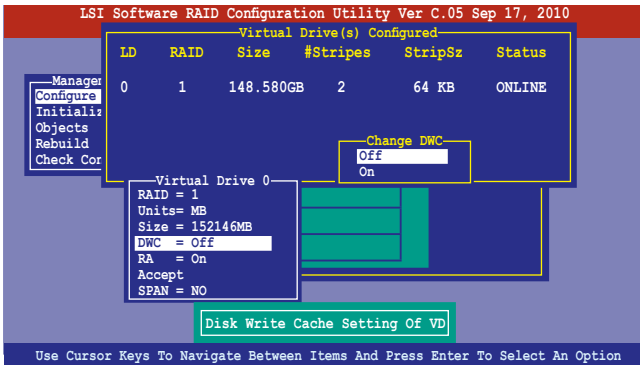 LSI Software RAID Configuration Utility Ver C.05 Sep 17, 2010
Virtual Drive(s) Configured
LD RAID Size #Stripes StripSz Status
0 1 148.580GB 2 64 KB ONLINE
Manager
Configure
Initializ
Objects
Rebuild
Check Con
Change DWC
Off
On
Virtual Drive 0
RAID = 1
Units= MB
Size = 152146MB
DWC = Off
RA = On
Accept
SPAN = NO
Disk Write Cache Setting Of VD
Use Cursor Keys To Navigate Between Items And Press Enter To Select An Option